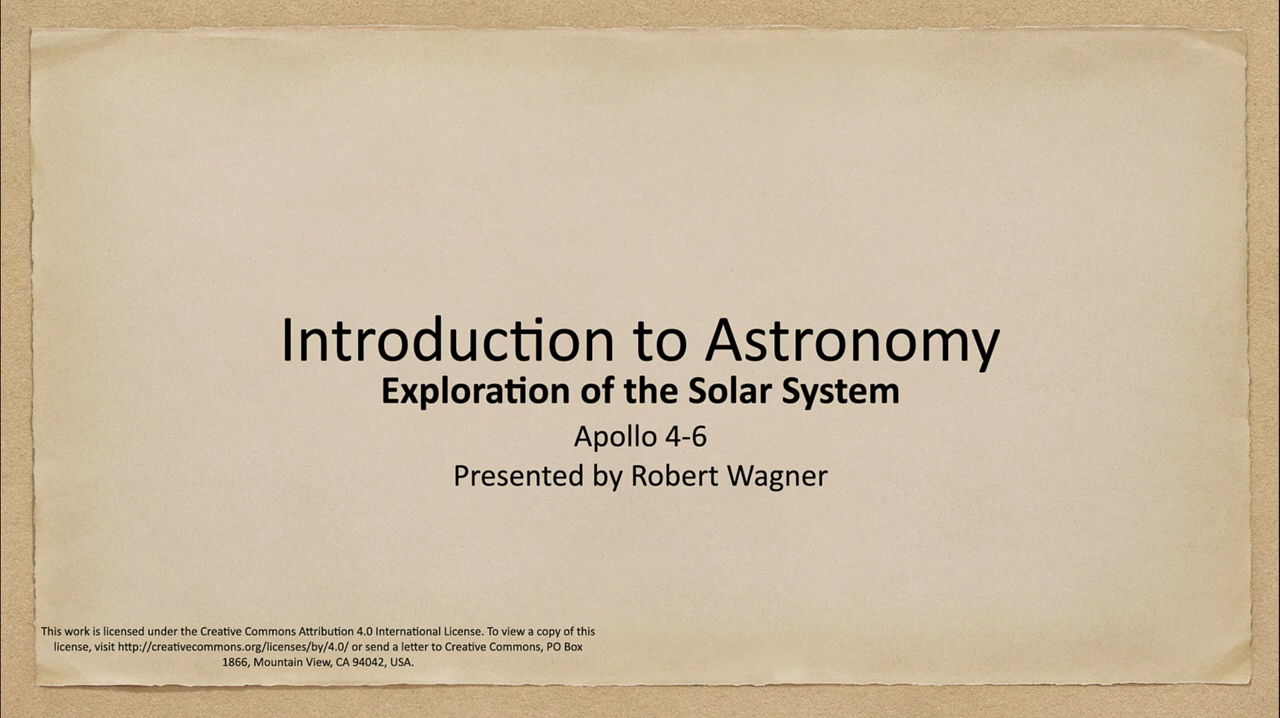 Introduction to Astronomy
Exploration of the Solar System
Apollo 4-6
Presented by Robert Wagner
This work is licensed under the Creative Commons Attribution 4.0 International License. To view a copy of this
license, visit http://creativecommons.org/licenses/by/4.0/ or send a letter to Creative Commons, PO Box
1866, Mountain View, CA 94042, USA.